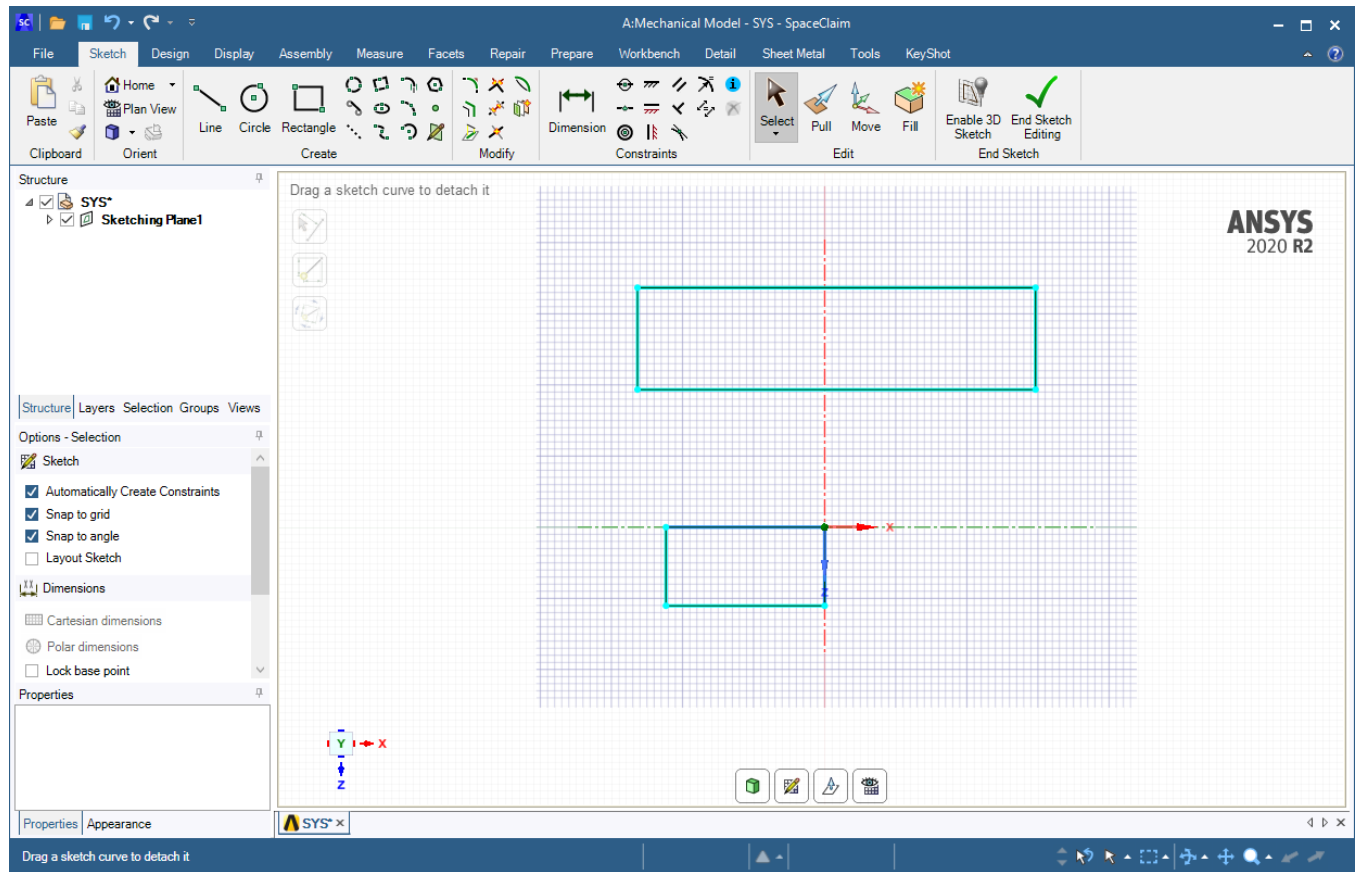 A:Mechanical Model - SYS - SpaceClaim
File Sketch Design Display Assembly Measure Facets Repair Prepare Workbench Detail Sheet Metal Tools KeyShot
Paste
Home
Plan View
Line Circle Rectangle
Dimension
Select Pull Move Fill
Enable 3D Sketch
End Sketch Editing
Clipboard Orient Create Modify Constraints Edit End Sketch
Structure
SYS*
Sketching Plane1
Structure Layers Selection Groups Views
Options - Selection
Sketch
Automatically Create Constraints
Snap to grid
Snap to angle
Layout Sketch
Dimensions
Cartesian dimensions
Polar dimensions
Lock base point
Properties
Properties Appearance
Drag a sketch curve to detach it
ANSYS
2020 R2
X
Z
Y X
Z
SYS*
Drag a sketch curve to detach it